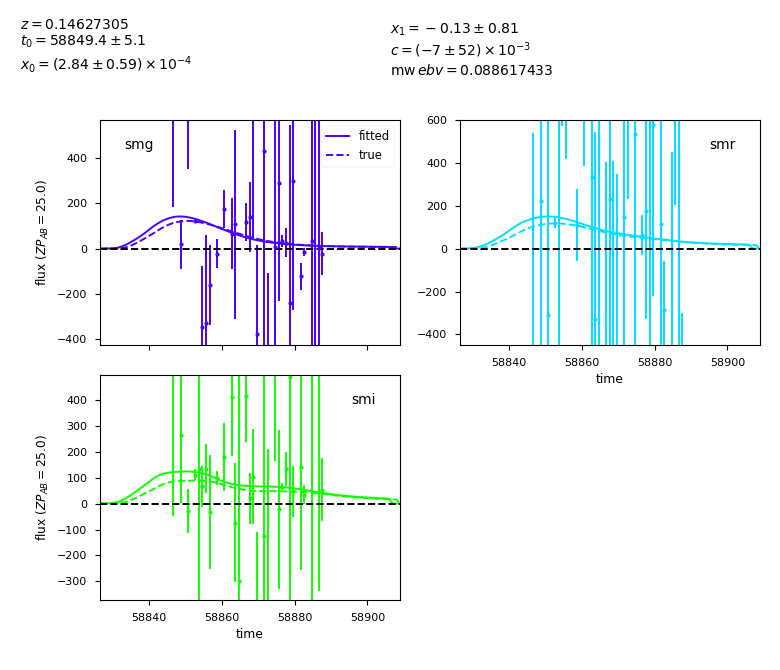 z = 0.14627305
t₀ = 58849.4 ± 5.1
x₀ = (2.84 ± 0.59) × 10⁻⁴
x₁ = −0.13 ± 0.81
c = (−7 ± 52) × 10⁻³
mw ebv = 0.088617433
smg
fitted
true
400
200
0
−200
−400
flux (ZP_AB = 25.0)
smr
600
400
200
0
−200
−400
58840 58860 58880 58900
time
smi
400
300
200
100
0
−100
−200
−300
flux (ZP_AB = 25.0)
58840 58860 58880 58900
time